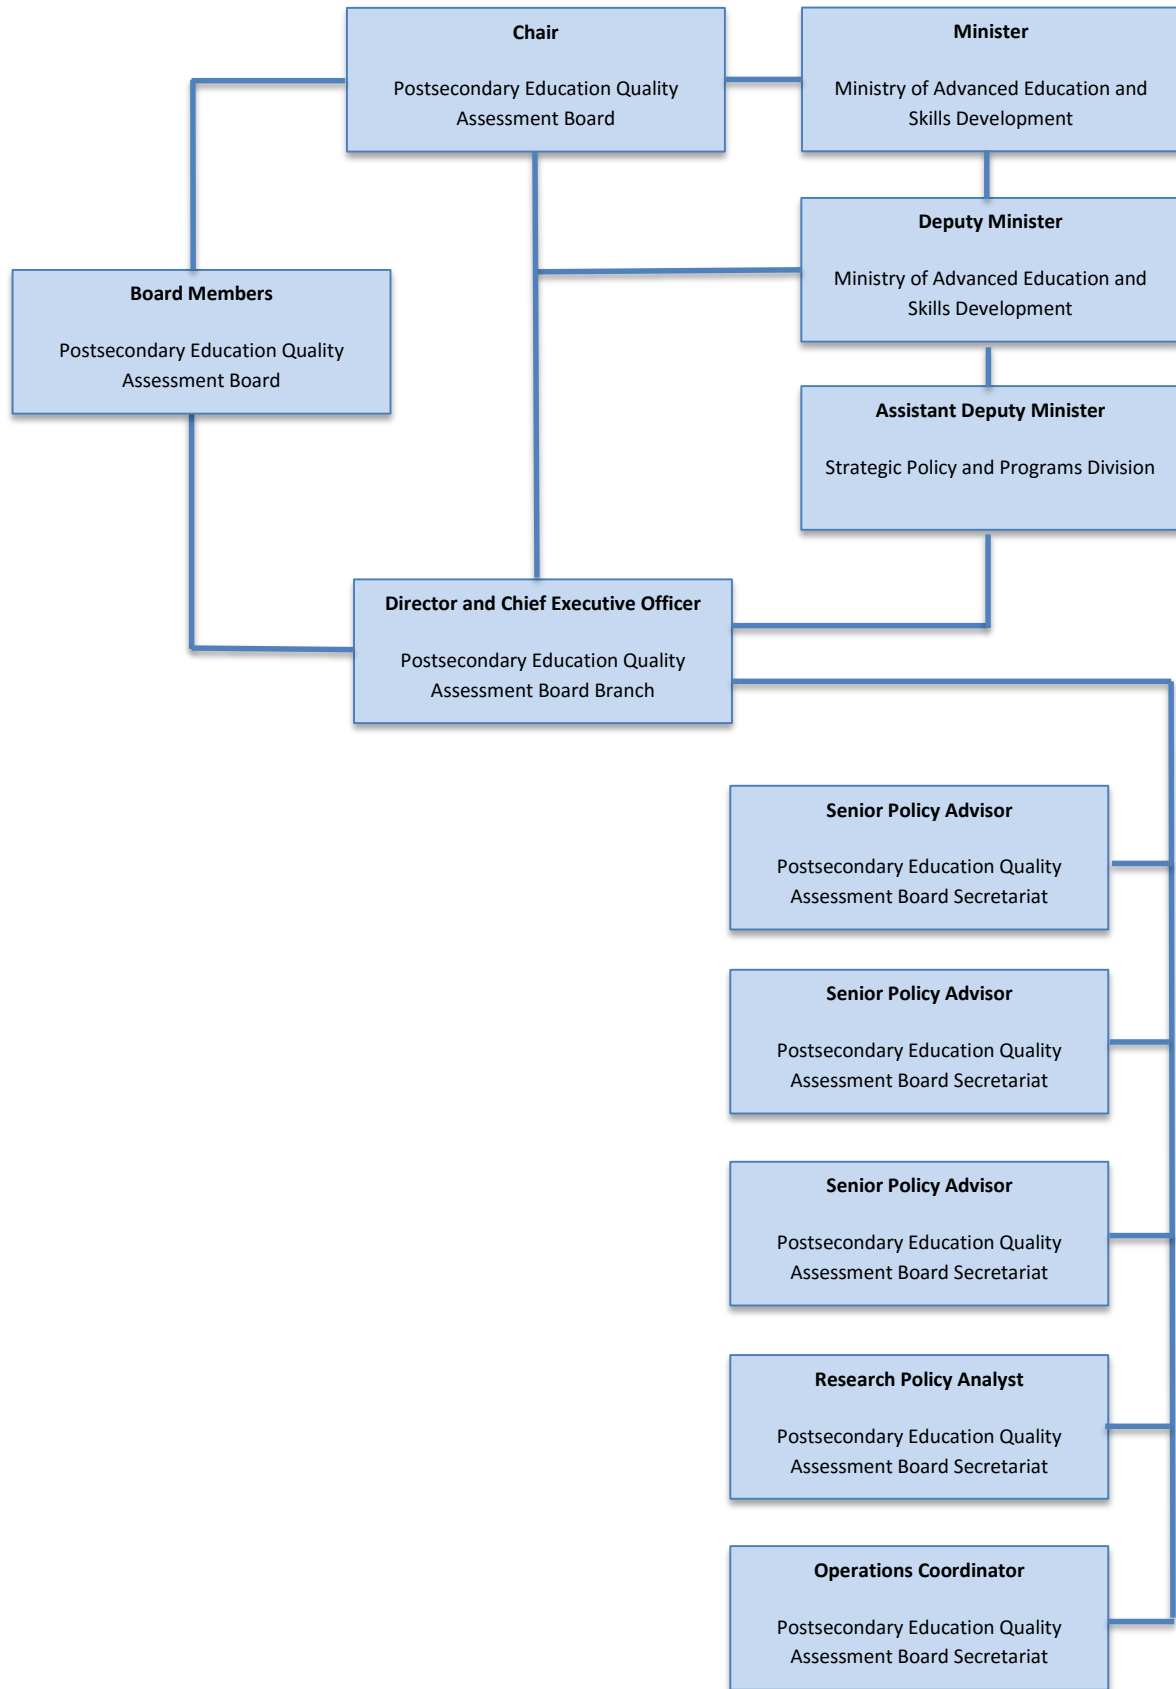 Chair
Postsecondary Education Quality
Assessment Board
Minister
Ministry of Advanced Education and
Skills Development
Deputy Minister
Ministry of Advanced Education and
Skills Development
Board Members
Postsecondary Education Quality
Assessment Board
Assistant Deputy Minister
Strategic Policy and Programs Division
Director and Chief Executive Officer
Postsecondary Education Quality
Assessment Board Branch
Senior Policy Advisor
Postsecondary Education Quality
Assessment Board Secretariat
Senior Policy Advisor
Postsecondary Education Quality
Assessment Board Secretariat
Senior Policy Advisor
Postsecondary Education Quality
Assessment Board Secretariat
Research Policy Analyst
Postsecondary Education Quality
Assessment Board Secretariat
Operations Coordinator
Postsecondary Education Quality
Assessment Board Secretariat